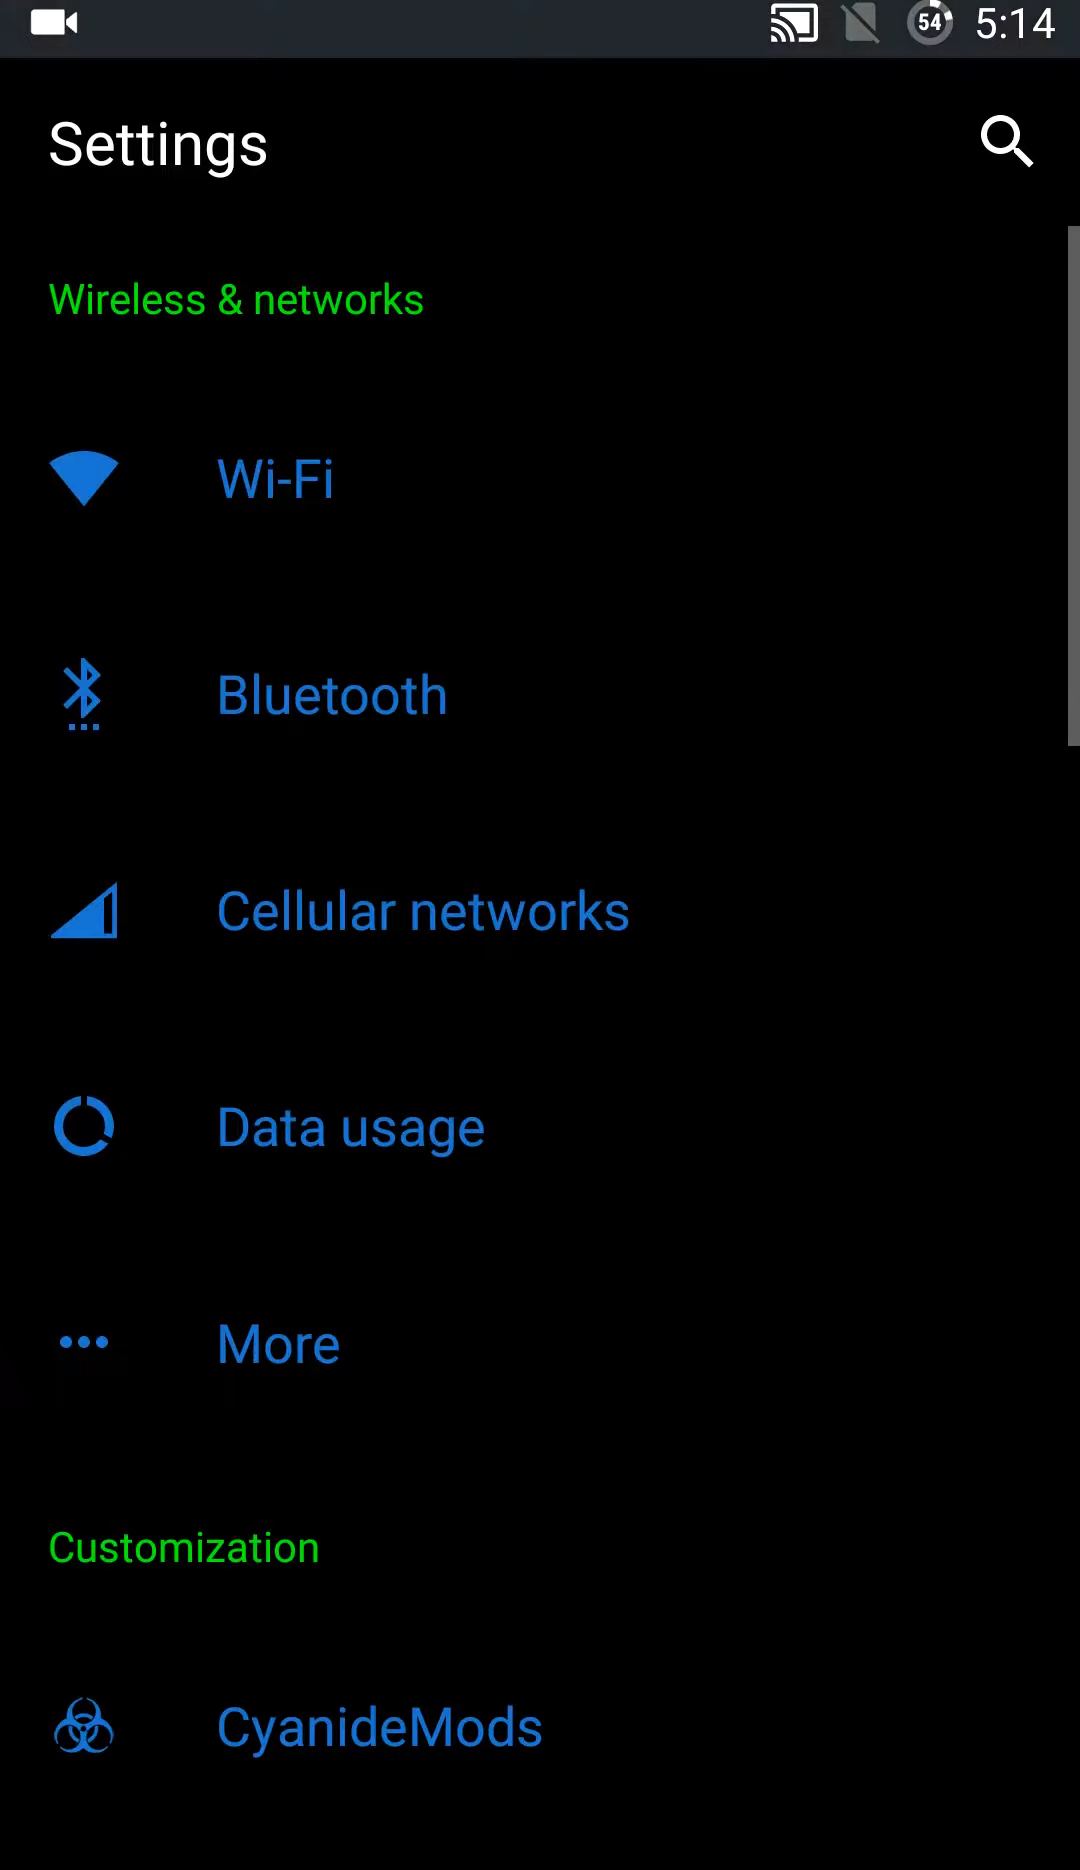 54 5:14
Settings
Wireless & networks
Wi-Fi
Bluetooth
Cellular networks
Data usage
More
Customization
CyanideMods